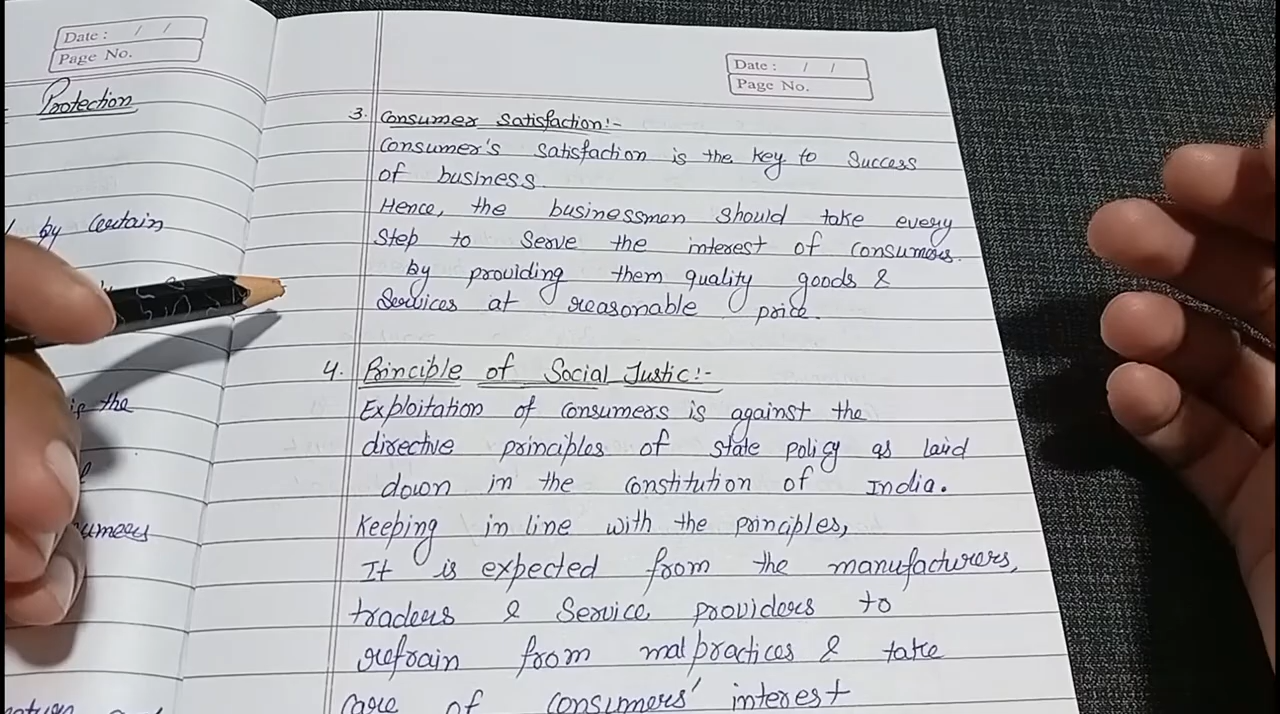 Date : / /
Page No.
Protection
by certain
is the
Date : / /
Page No.
3. Consumer Satisfaction:-
Consumer's Satisfaction is the key to Success
of business
Hence, the businessmen should take every
Step to Serve the interest of consumers.
by providing them quality goods &
Services at reasonable price.
4. Principle of Social Justic:-
Exploitation of consumers is against the
directive principles of state policy as laid
down in the constitution of India.
Keeping in line with the principles,
It is expected from the manufacturers,
traders & Service providers to
refrain from malpractices & take
care of consumers' interest